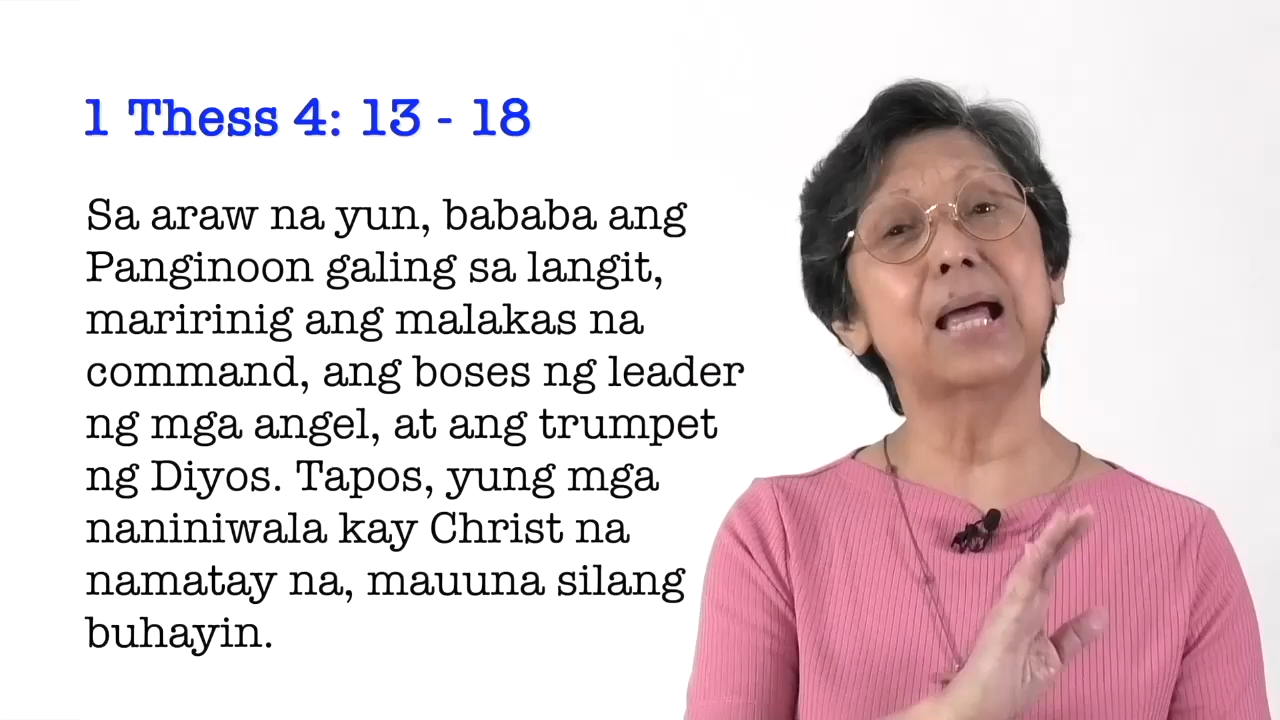 1 Thess 4: 13 - 18
Sa araw na yun, bababa ang
Panginoon galing sa langit,
maririnig ang malakas na
command, ang boses ng leader
ng mga angel, at ang trumpet
ng Diyos. Tapos, yung mga
naniniwala kay Christ na
namatay na, mauuna silang
buhayin.